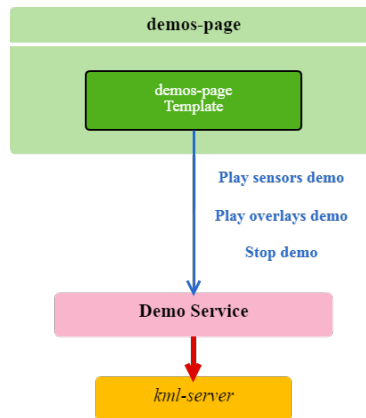 demos-page
demos-page
Template
Play sensors demo
Play overlays demo
Stop demo
Demo Service
kml-server